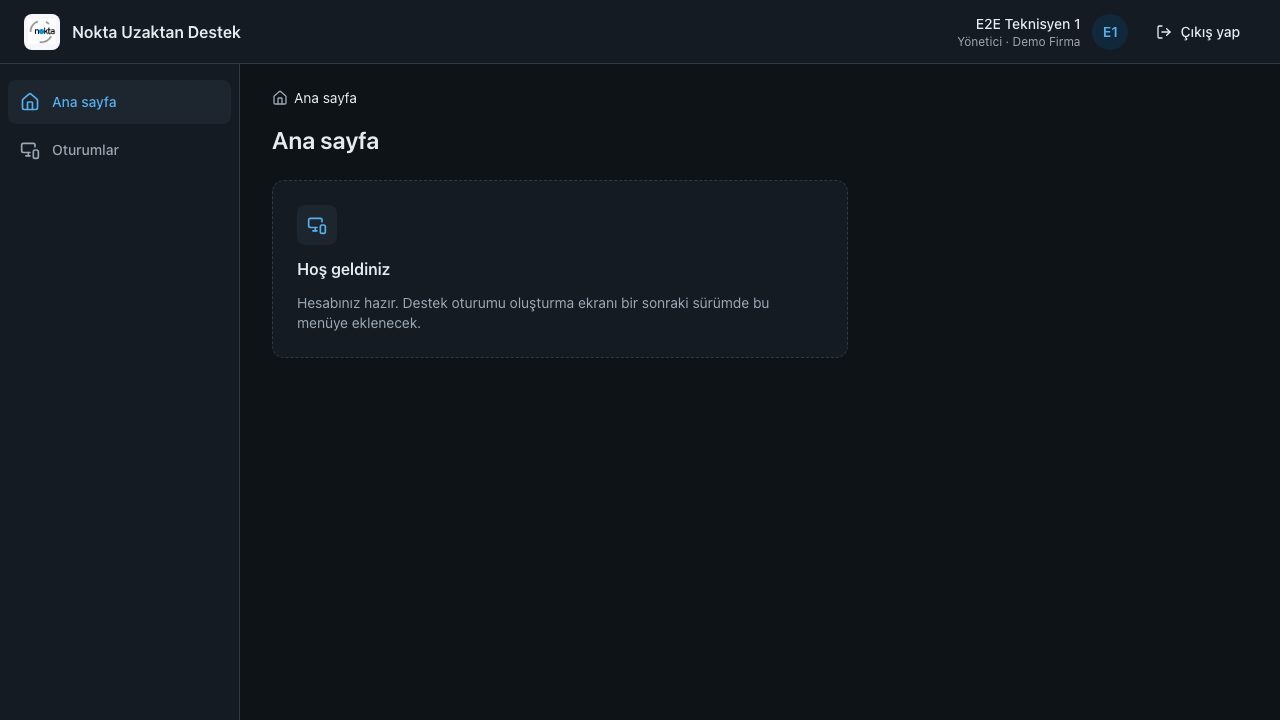 nokta
Nokta Uzaktan Destek
E2E Teknisyen 1
Yönetici · Demo Firma
E1
Çıkış yap
Ana sayfa
Oturumlar
Ana sayfa
Ana sayfa
Hoş geldiniz
Hesabınız hazır. Destek oturumu oluşturma ekranı bir sonraki sürümde bu
menüye eklenecek.